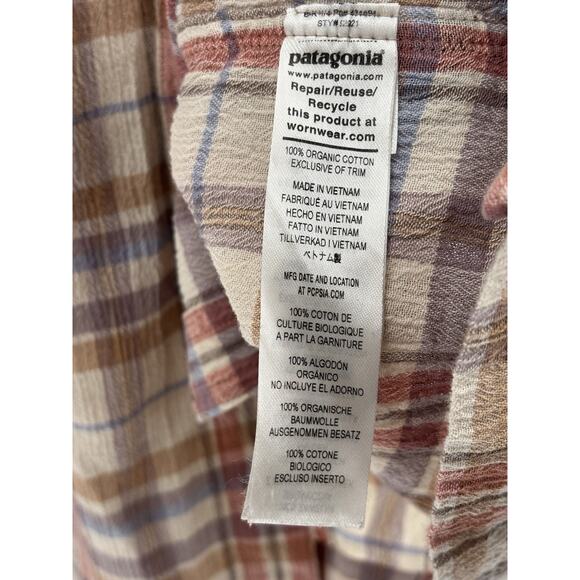 patagonia®
www.patagonia.com
Repair/Reuse/
Recycle
this product at
wornwear.com
100% ORGANIC COTTON
EXCLUSIVE OF TRIM
MADE IN VIETNAM
FABRIQUÉ AU VIETNAM
HECHO EN VIETNAM
FATTO IN VIETNAM
TILLVERKAD I VIETNAM
ベトナム製
MFG DATE AND LOCATION
AT PCPSIA.COM
100% COTON DE
CULTURE BIOLOGIQUE
A PART LA GARNITURE
100% ALGODÓN
ORGÁNICO
NO INCLUYE EL ADORNO
100% ORGANISCHE
BAUMWOLLE
AUSGENOMMEN BESATZ
100% COTONE
BIOLOGICO
ESCLUSO INSERTO